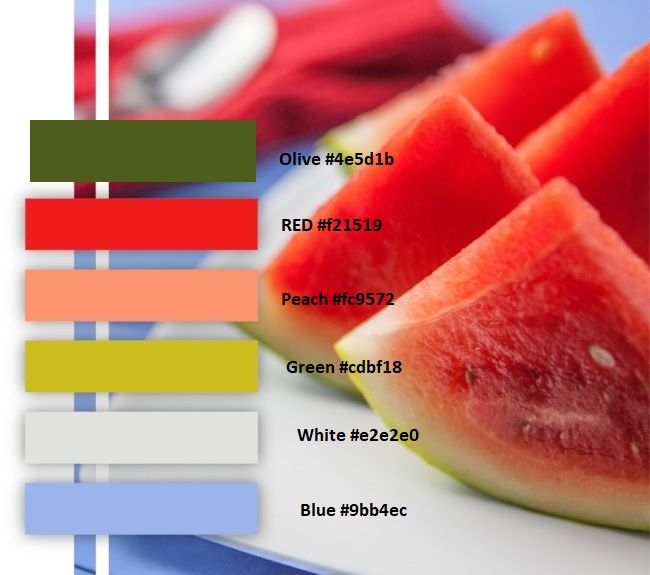 Olive #4e5d1b
RED #f21519
Peach #fc9572
Green #cdbf18
White #e2e2e0
Blue #9bb4ec